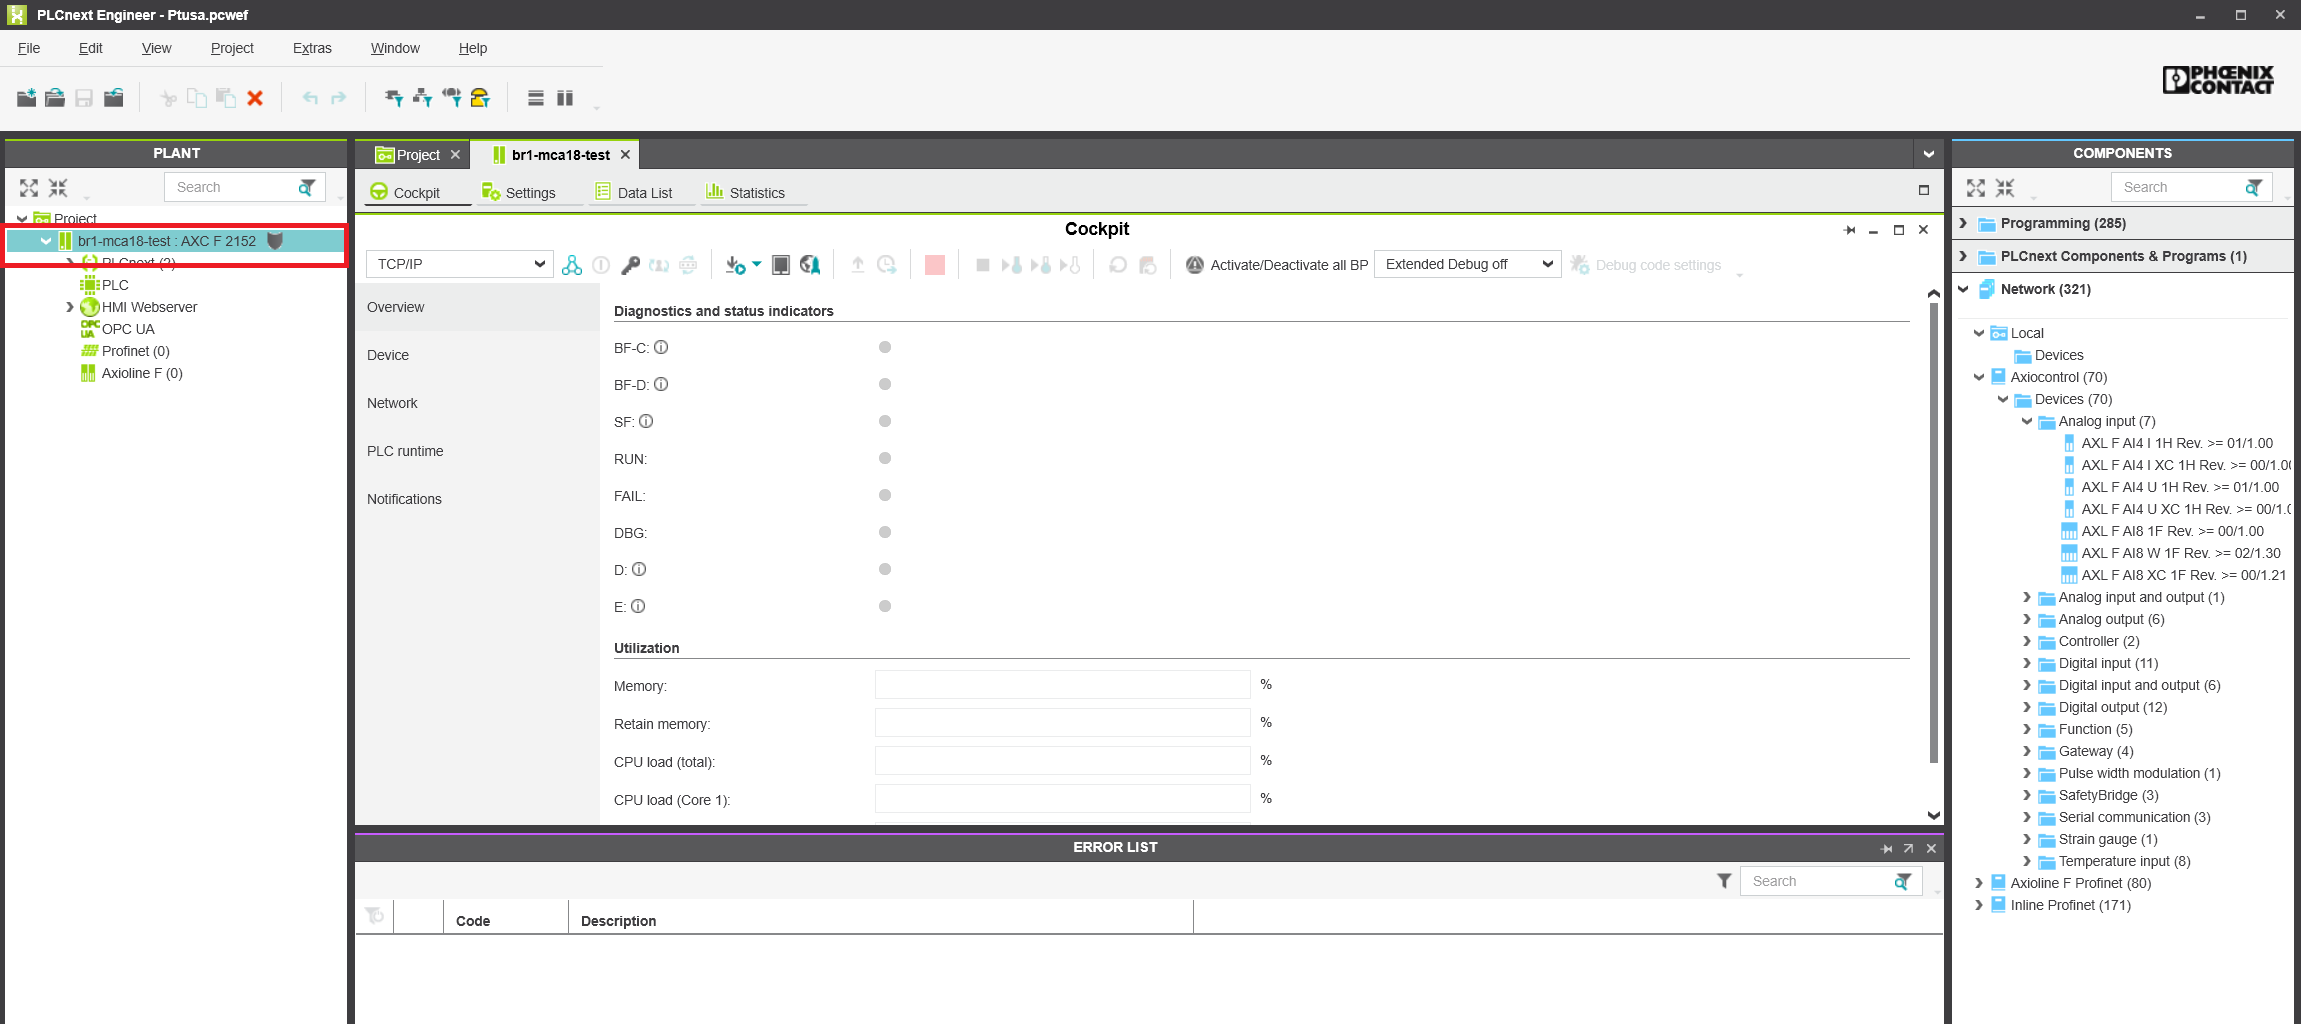 PLCnext Engineer - Ptusa.pcwef
File Edit View Project Extras Window Help
PHŒNIX
CONTACT
PLANT
Search
Project
br1-mca18-test : AXC F 2152
PLCnext (2)
PLC
HMI Webserver
OPC UA
OPC UA
Profinet (0)
Axioline F (0)
Project
br1-mca18-test
Cockpit
Settings
Data List
Statistics
Cockpit
TCP/IP
Activate/Deactivate all BP
Extended Debug off
Debug code settings
Overview
Device
Network
PLC runtime
Notifications
Diagnostics and status indicators
BF-C:
BF-D:
SF:
RUN:
FAIL:
DBG:
D:
E:
Utilization
Memory: %
Retain memory: %
CPU load (total): %
CPU load (Core 1): %
ERROR LIST
Search
Code Description
COMPONENTS
Search
Programming (285)
PLCnext Components & Programs (1)
Network (321)
Local
Devices
Axiocontrol (70)
Devices (70)
Analog input (7)
AXL F AI4 I 1H Rev. >= 01/1.00
AXL F AI4 I XC 1H Rev. >= 00/1.0
AXL F AI4 U 1H Rev. >= 01/1.00
AXL F AI4 U XC 1H Rev. >= 00/1.
AXL F AI8 1F Rev. >= 00/1.00
AXL F AI8 W 1F Rev. >= 02/1.30
AXL F AI8 XC 1F Rev. >= 00/1.21
Analog input and output (1)
Analog output (6)
Controller (2)
Digital input (11)
Digital input and output (6)
Digital output (12)
Function (5)
Gateway (4)
Pulse width modulation (1)
SafetyBridge (3)
Serial communication (3)
Strain gauge (1)
Temperature input (8)
Axioline F Profinet (80)
Inline Profinet (171)